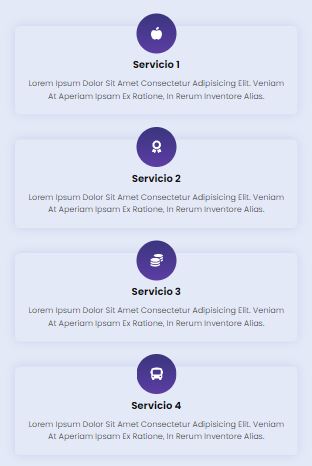 Servicio 1
Lorem Ipsum Dolor Sit Amet Consectetur Adipisicing Elit. Veniam
At Aperiam Ipsam Ex Ratione, In Rerum Inventore Alias.
Servicio 2
Lorem Ipsum Dolor Sit Amet Consectetur Adipisicing Elit. Veniam
At Aperiam Ipsam Ex Ratione, In Rerum Inventore Alias.
Servicio 3
Lorem Ipsum Dolor Sit Amet Consectetur Adipisicing Elit. Veniam
At Aperiam Ipsam Ex Ratione, In Rerum Inventore Alias.
Servicio 4
Lorem Ipsum Dolor Sit Amet Consectetur Adipisicing Elit. Veniam
At Aperiam Ipsam Ex Ratione, In Rerum Inventore Alias.